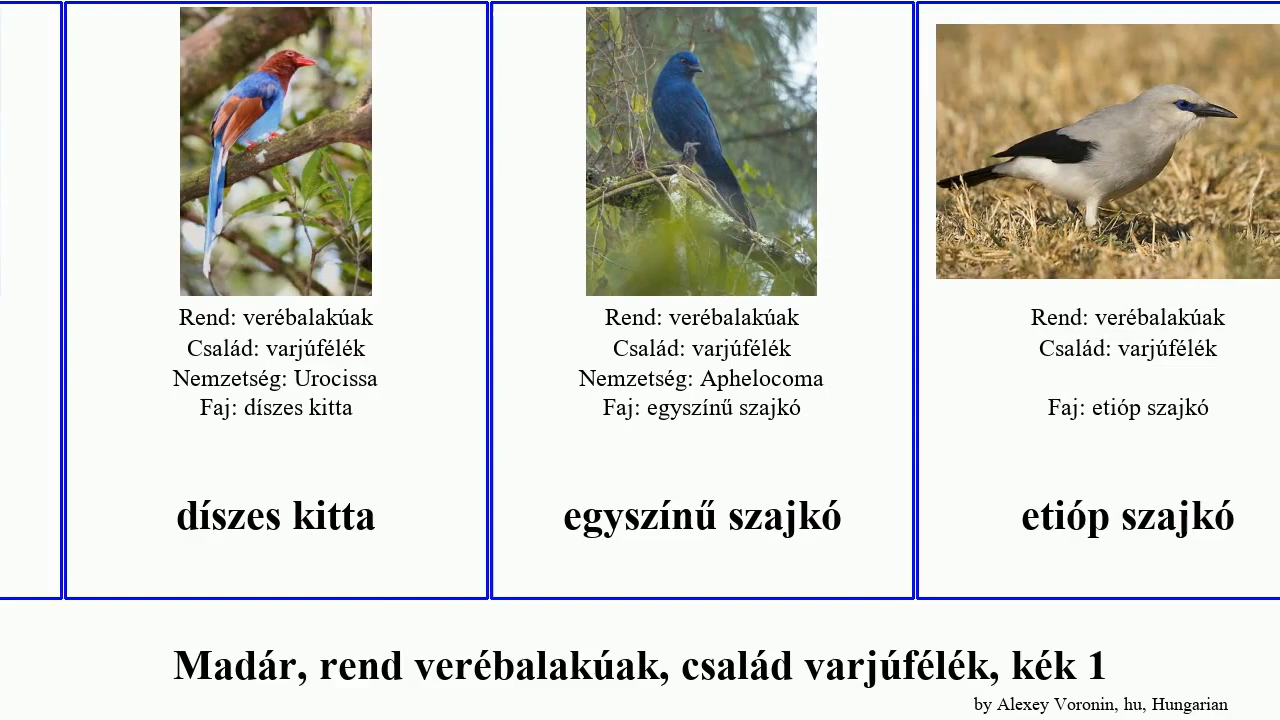 Rend: verébalakúak
Család: varjúfélék
Nemzetség: Urocissa
Faj: díszes kitta
díszes kitta
Rend: verébalakúak
Család: varjúfélék
Nemzetség: Aphelocoma
Faj: egyszínű szajkó
egyszínű szajkó
Rend: verébalakúak
Család: varjúfélék
Faj: etióp szajkó
etióp szajkó
Madár, rend verébalakúak, család varjúfélék, kék 1
by Alexey Voronin, hu, Hungarian